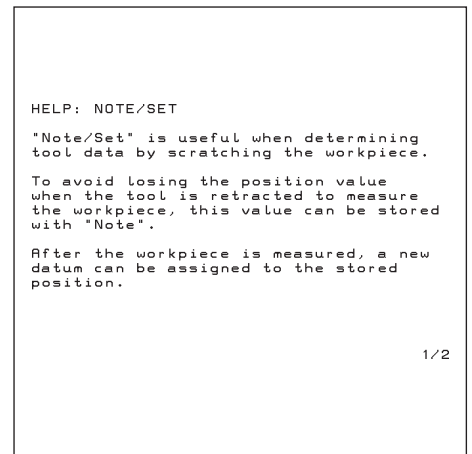 HELP: NOTE/SET
"Note/Set" is useful when determining
tool data by scratching the workpiece.
To avoid losing the position value
when the tool is retracted to measure
the workpiece, this value can be stored
with "Note".
After the workpiece is measured, a new
datum can be assigned to the stored
position.
1/2